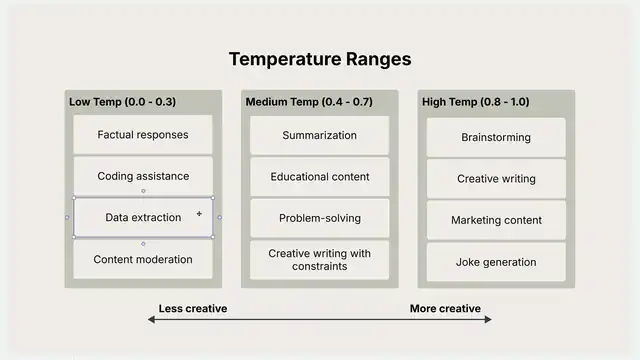 Temperature Ranges
Low Temp (0.0 - 0.3)
Factual responses
Coding assistance
Data extraction
Content moderation
Medium Temp (0.4 - 0.7)
Summarization
Educational content
Problem-solving
Creative writing with
constraints
High Temp (0.8 - 1.0)
Brainstorming
Creative writing
Marketing content
Joke generation
Less creative
More creative